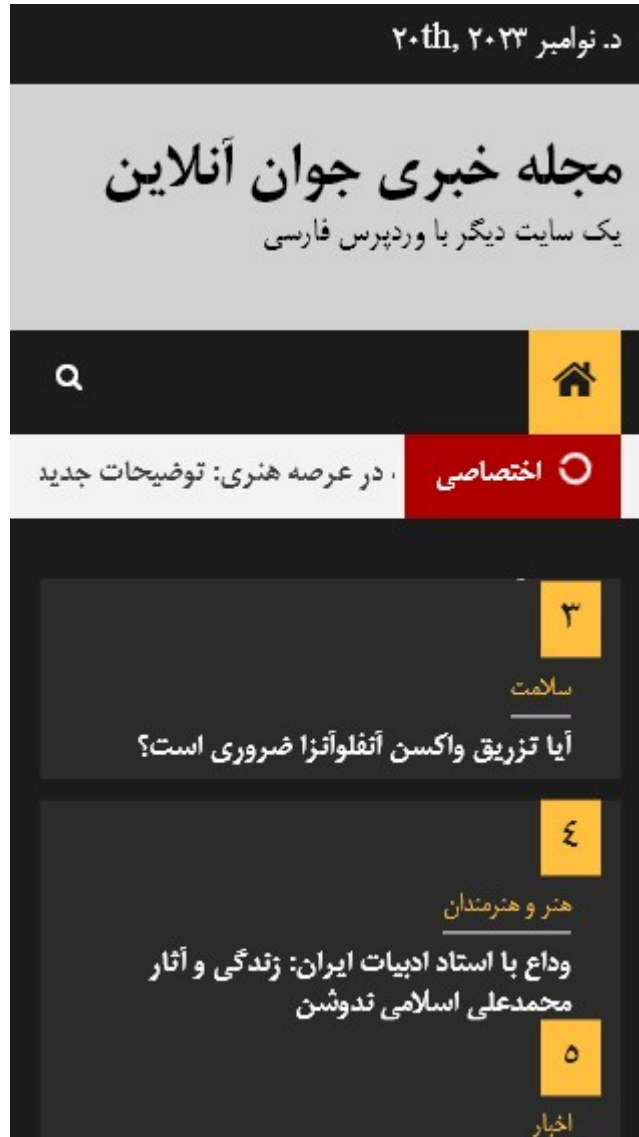 د. نوامبر ۲۰th, ۲۰۲۳
مجله خبری جوان آنلاین
یک سایت دیگر با وردپرس فارسی
اختصاصی
در عرصه هنری: توضیحات جدید
۳
سلامت
آیا تزریق واکسن آنفلوآنزا ضروری است؟
٤
هنر و هنرمندان
وداع با استاد ادبیات ایران: زندگی و آثار
محمدعلی اسلامی ندوشن
۵
اخبار